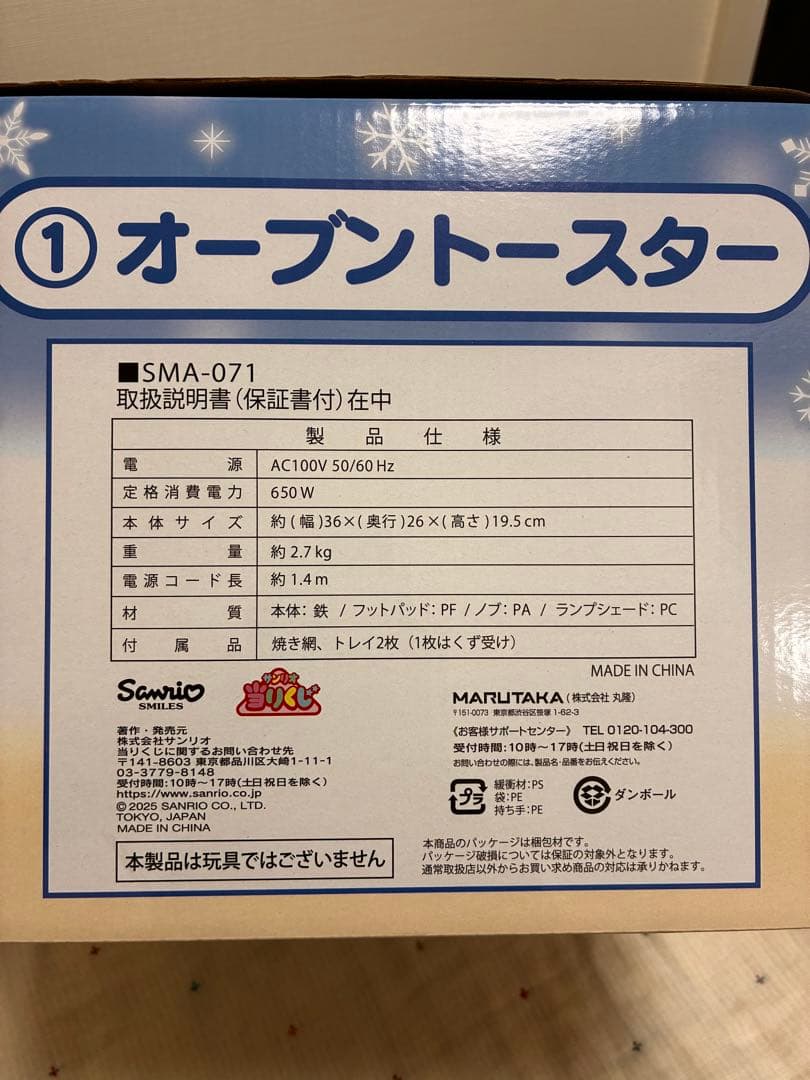 ① オーブントースター
■SMA-071
取扱説明書(保証書付)在中
製品仕様
電源 AC100V 50/60 Hz
定格消費電力 650 W
本体サイズ 約(幅)36×(奥行)26×(高さ)19.5cm
重量 約2.7kg
電源コード長 約1.4m
材質 本体：鉄 / フットパッド：PF / ノブ：PA / ランプシェード：PC
付属品 焼き網、トレイ2枚（1枚はくず受け）
MADE IN CHINA
Sanrio
SMILES
サンリオ
当りくじ
著作・発売元
株式会社サンリオ
当りくじに関するお問い合わせ先
〒141-8603 東京都品川区大崎1-11-1
03-3779-8148
受付時間:10時〜17時(土日祝日を除く)
https://www.sanrio.co.jp
© 2025 SANRIO CO., LTD.
TOKYO, JAPAN
MADE IN CHINA
本製品は玩具ではございません
MARUTAKA(株式会社 丸隆)
〒151-0073 東京都渋谷区笹塚 1-62-3
《お客様サポートセンター》 TEL 0120-104-300
受付時間:10時〜17時(土日祝日を除く)
お問い合わせの際には、製品名・品番をお伝えください。
プラ
緩衝材:PS
袋:PE
持ち手:PE
ダンボール
本商品のパッケージは梱包材です。
パッケージ破損については保証の対象外となります。
通常取扱店以外からお買い求め商品の対応は承りかねます。